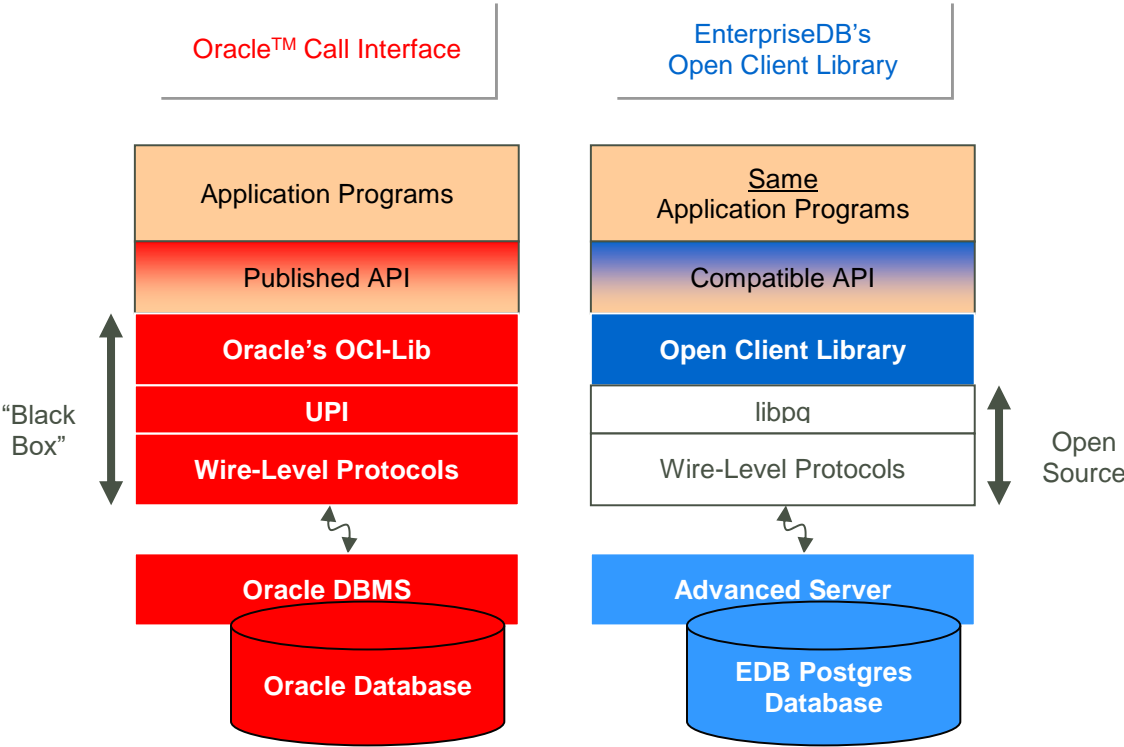 Oracle™ Call Interface
EnterpriseDB's
Open Client Library
Application Programs
Published API
Oracle's OCI-Lib
UPI
Wire-Level Protocols
“Black
Box”
Oracle DBMS
Oracle Database
Same
Application Programs
Compatible API
Open Client Library
libpq
Wire-Level Protocols
Open
Source
Advanced Server
EDB Postgres
Database